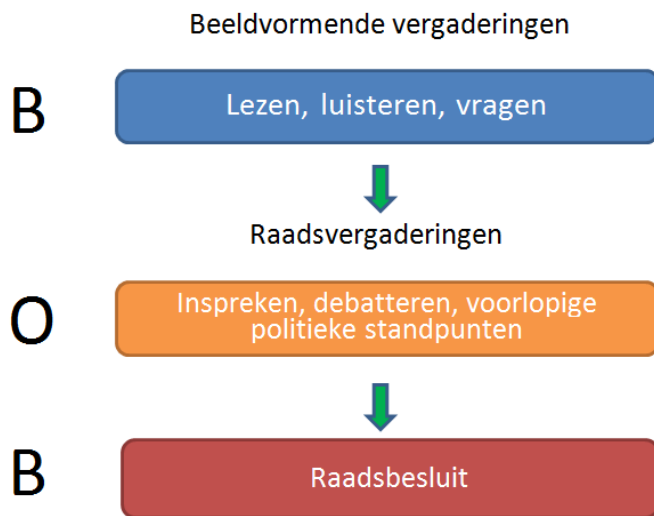 Beeldvormende vergaderingen
B
Lezen, luisteren, vragen
Raadsvergaderingen
O
Inspreken, debatteren, voorlopige
politieke standpunten
B
Raadsbesluit